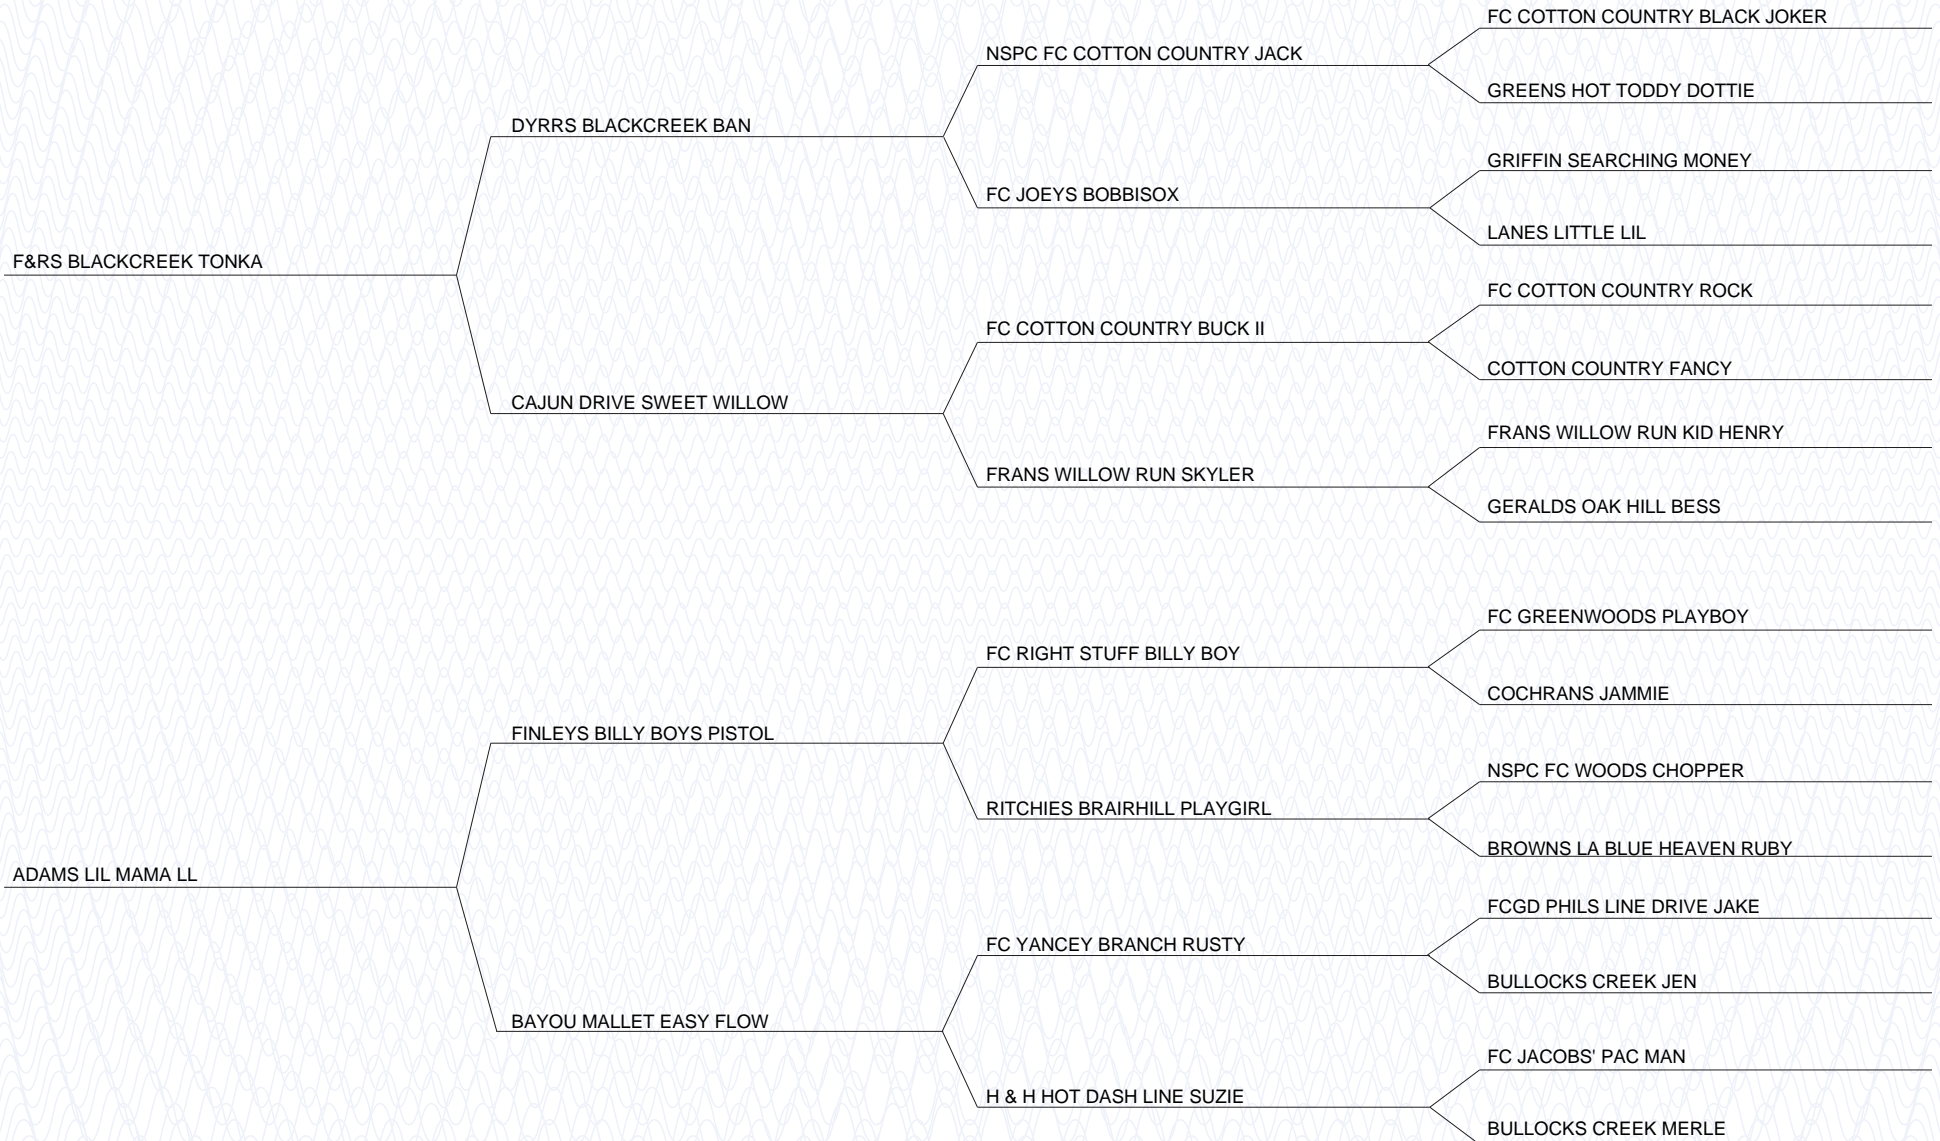 FC COTTON COUNTRY BLACK JOKER
NSPC FC COTTON COUNTRY JACK
GREENS HOT TODDY DOTTIE
DYRRS BLACKCREEK BAN
GRIFFIN SEARCHING MONEY
FC JOEYS BOBBISOX
LANES LITTLE LIL
F&RS BLACKCREEK TONKA
FC COTTON COUNTRY ROCK
FC COTTON COUNTRY BUCK II
COTTON COUNTRY FANCY
CAJUN DRIVE SWEET WILLOW
FRANS WILLOW RUN KID HENRY
FRANS WILLOW RUN SKYLER
GERALDS OAK HILL BESS
FC GREENWOODS PLAYBOY
FC RIGHT STUFF BILLY BOY
COCHRANS JAMMIE
FINLEYS BILLY BOYS PISTOL
NSPC FC WOODS CHOPPER
RITCHIES BRAIRHILL PLAYGIRL
BROWNS LA BLUE HEAVEN RUBY
ADAMS LIL MAMA LL
FCGD PHILS LINE DRIVE JAKE
FC YANCEY BRANCH RUSTY
BULLOCKS CREEK JEN
BAYOU MALLET EASY FLOW
FC JACOBS' PAC MAN
H & H HOT DASH LINE SUZIE
BULLOCKS CREEK MERLE